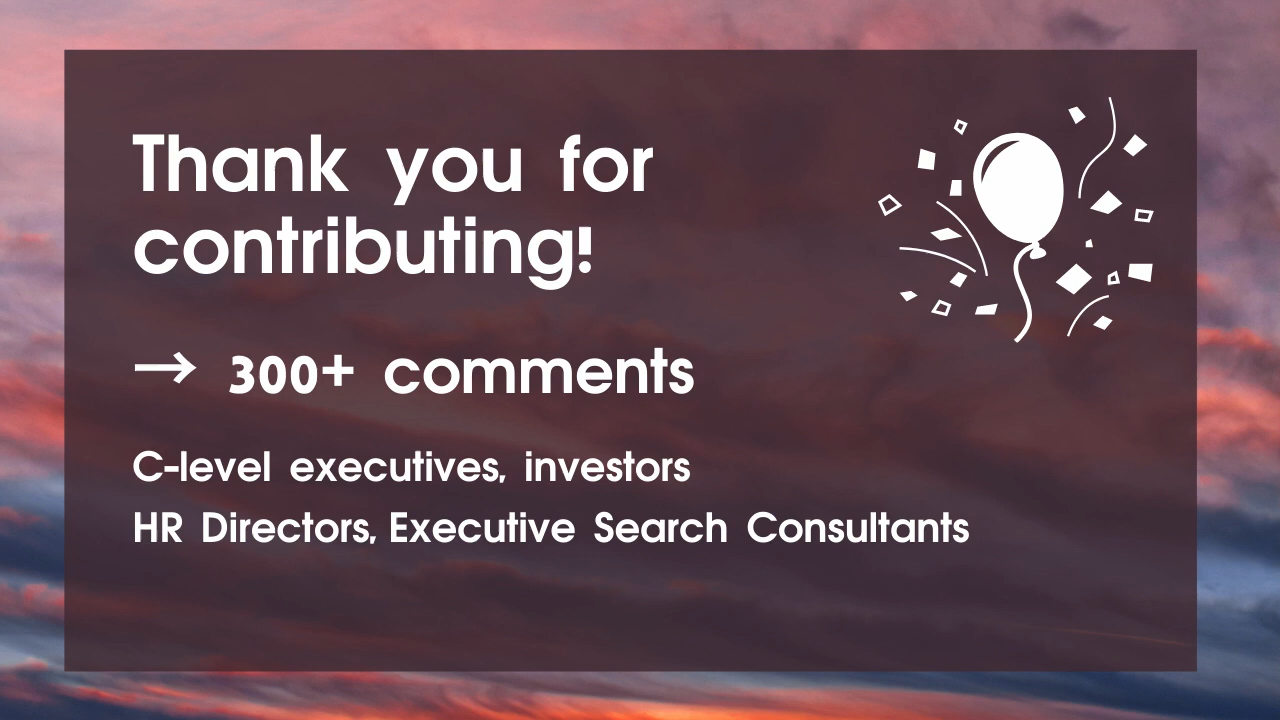 Thank you for
contributing!
→ 300+ comments
C-level executives, investors
HR Directors, Executive Search Consultants